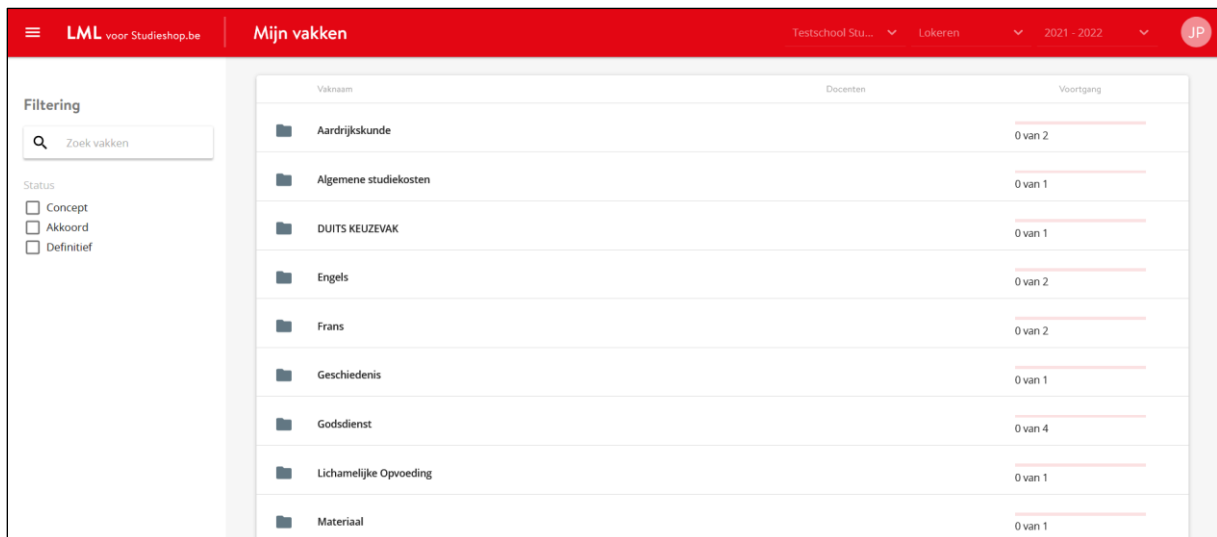 LML voor Studieshop.be
Mijn vakken
Testschool Stu... Lokeren 2021 - 2022 JP
Filtering
Zoek vakken
Status
Concept
Akkoord
Definitief
Vaknaam Docenten Voortgang
Aardrijkskunde 0 van 2
Algemene studiekosten 0 van 1
DUITS KEUZEVAK 0 van 1
Engels 0 van 2
Frans 0 van 2
Geschiedenis 0 van 1
Godsdienst 0 van 4
Lichamelijke Opvoeding 0 van 1
Materiaal 0 van 1